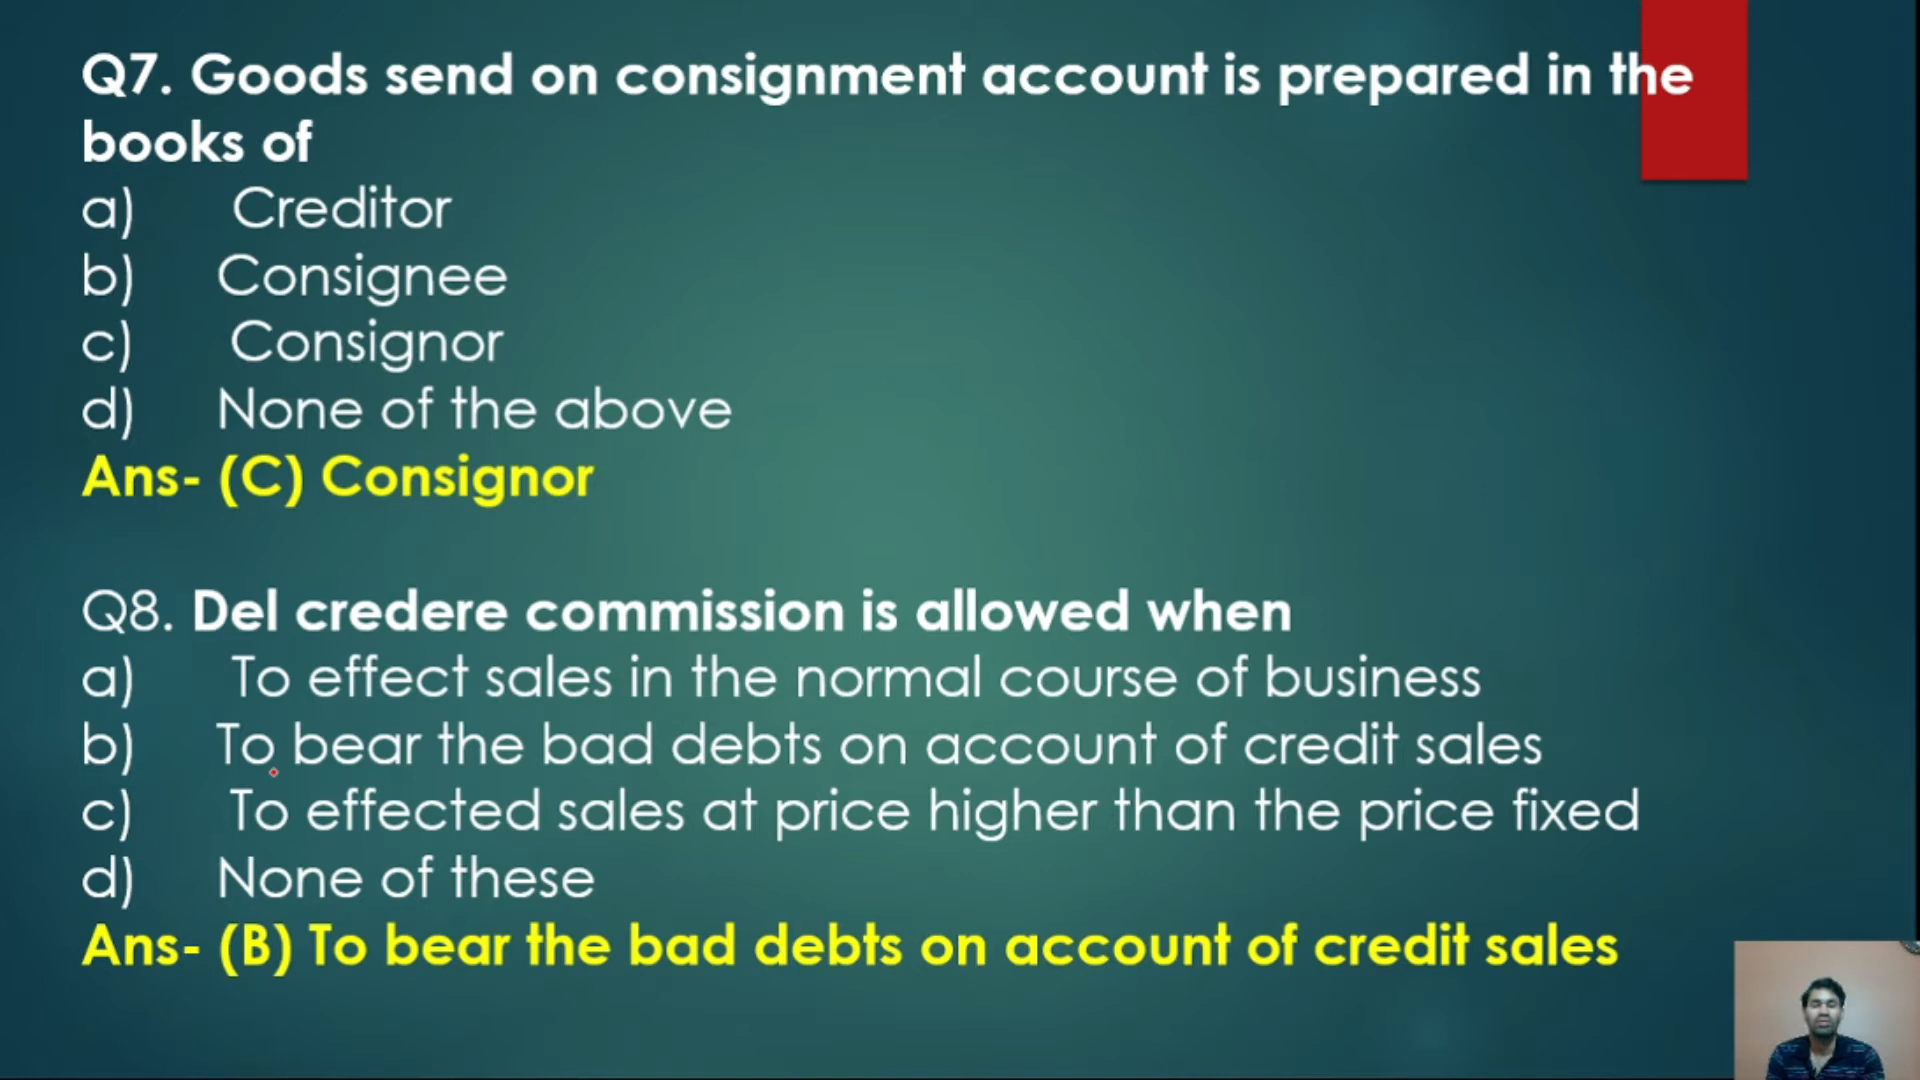 Q7. Goods send on consignment account is prepared in the
books of
a) Creditor
b) Consignee
c) Consignor
d) None of the above
Ans- (C) Consignor
Q8. Del credere commission is allowed when
a) To effect sales in the normal course of business
b) To bear the bad debts on account of credit sales
c) To effected sales at price higher than the price fixed
d) None of these
Ans- (B) To bear the bad debts on account of credit sales